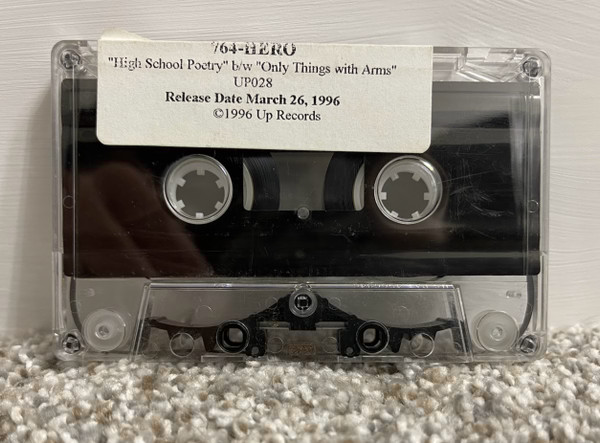 764-HERO
"High School Poetry" b/w "Only Things with Arms"
UP028
Release Date March 26, 1996
©1996 Up Records